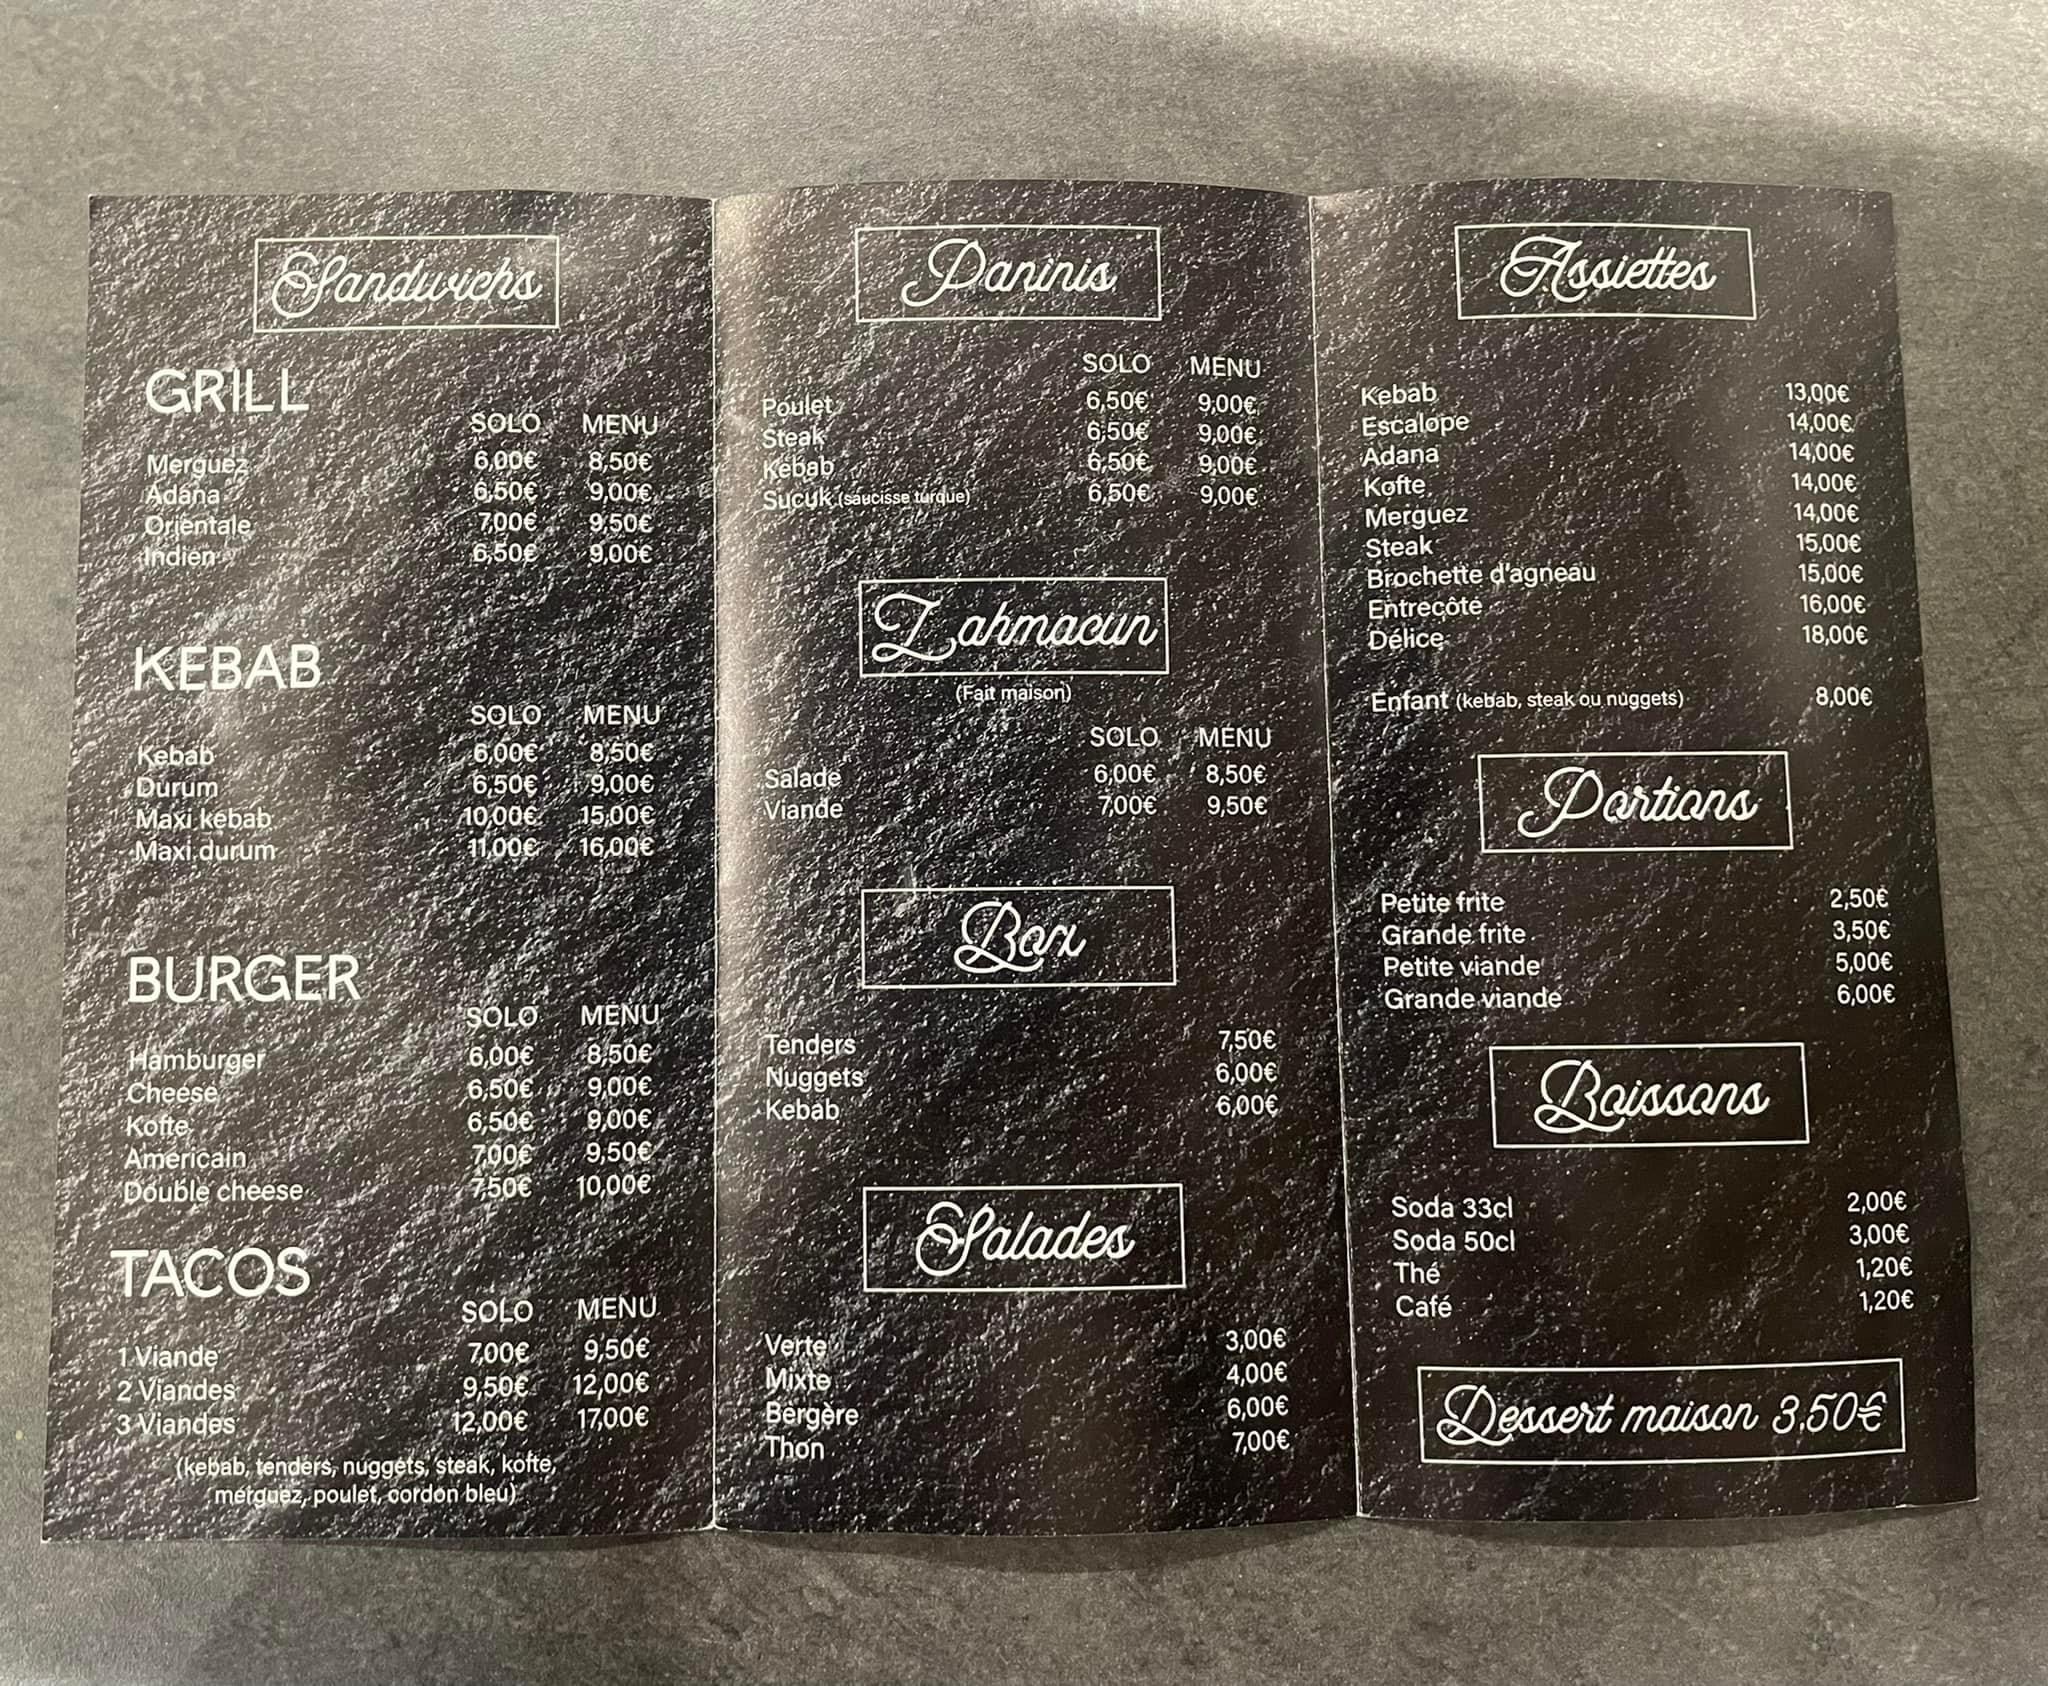 Sandwichs
GRILL
SOLO MENU
Merguez 6,00€ 8,50€
Adana 6,50€ 9,00€
Orientale 7,00€ 9,50€
Indien 6,50€ 9,00€
KEBAB
SOLO MENU
Kebab 6,00€ 8,50€
Durum 6,50€ 9,00€
Maxi kebab 10,00€ 15,00€
Maxi durum 11,00€ 16,00€
BURGER
SOLO MENU
Hamburger 6,00€ 8,50€
Cheese 6,50€ 9,00€
Kofte 6,50€ 9,00€
Américain 7,00€ 9,50€
Double cheese 7,50€ 10,00€
TACOS
SOLO MENU
1 Viande 7,00€ 9,50€
2 Viandes 9,50€ 12,00€
3 Viandes 12,00€ 17,00€
(kebab, tenders, nuggets, steak, kofte,
merguez, poulet, cordon bleu)
Paninis
SOLO MENU
Poulet 6,50€ 9,00€
Steak 6,50€ 9,00€
Kebab 6,50€ 9,00€
Sucuk (saucisse turque) 6,50€ 9,00€
Lahmacun
(Fait maison)
SOLO MENU
Salade 6,00€ 8,50€
Viande 7,00€ 9,50€
Box
Tenders 7,50€
Nuggets 6,00€
Kebab 6,00€
Salades
Verte 3,00€
Mixte 4,00€
Bergère 6,00€
Thon 7,00€
Assiettes
Kebab 13,00€
Escalope 14,00€
Adana 14,00€
Kofte 14,00€
Merguez 14,00€
Steak 15,00€
Brochette d'agneau 15,00€
Entrecôte 16,00€
Délice 18,00€
Enfant (kebab, steak ou nuggets) 8,00€
Portions
Petite frite 2,50€
Grande frite 3,50€
Petite viande 5,00€
Grande viande 6,00€
Boissons
Soda 33cl 2,00€
Soda 50cl 3,00€
Thé 1,20€
Café 1,20€
Dessert maison 3.50€